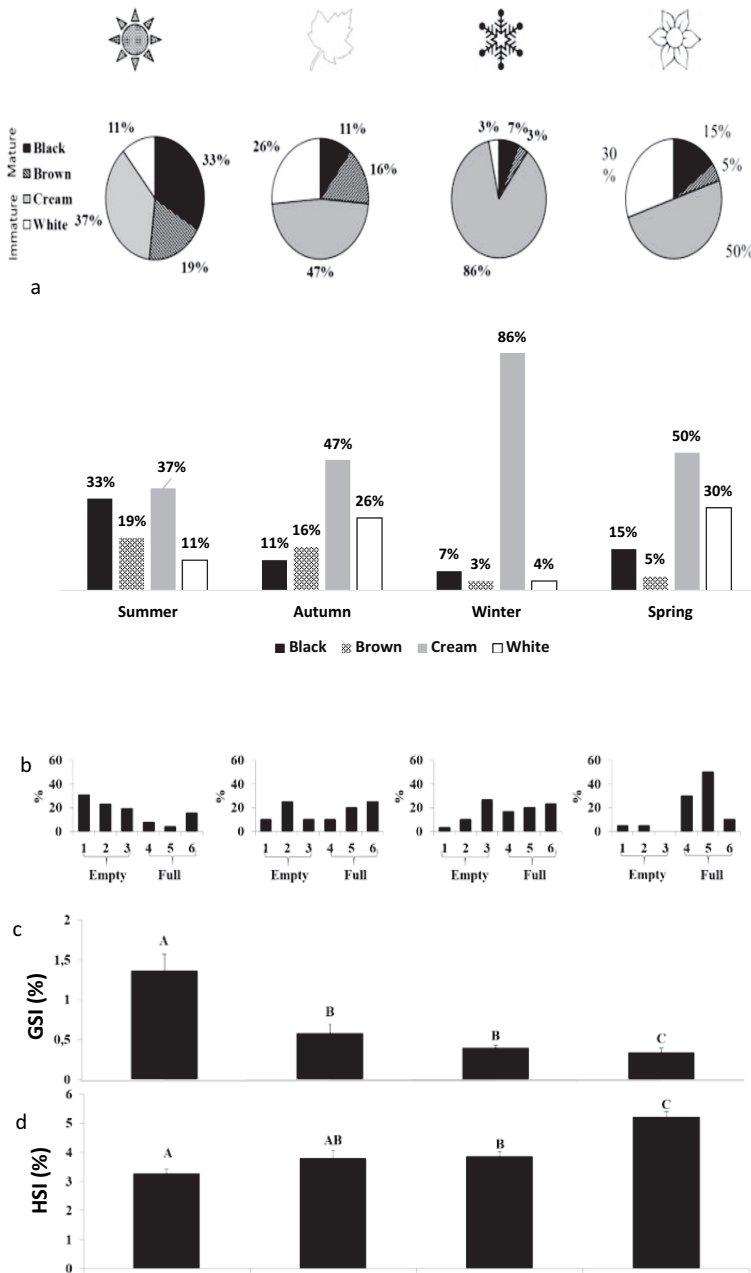 Mature
Immature
Black
Brown
Cream
White
11%
33%
37%
19%
26%
11%
16%
47%
3%
7%
3%
86%
30
%
15%
5%
50%
a
33%
19%
37%
11%
11%
16%
47%
26%
7%
3%
86%
4%
15%
5%
50%
30%
Summer Autumn Winter Spring
Black Brown Cream White
b
60
40
20
0
%
1 2 3 4 5 6
Empty Full
60
40
20
0
%
1 2 3 4 5 6
Empty Full
60
40
20
0
%
1 2 3 4 5 6
Empty Full
60
40
20
0
%
1 2 3 4 5 6
Empty Full
c
GSI (%)
2
1,5
1
0,5
0
A B B C
d
HSI (%)
6
5
4
3
2
1
0
A AB B C